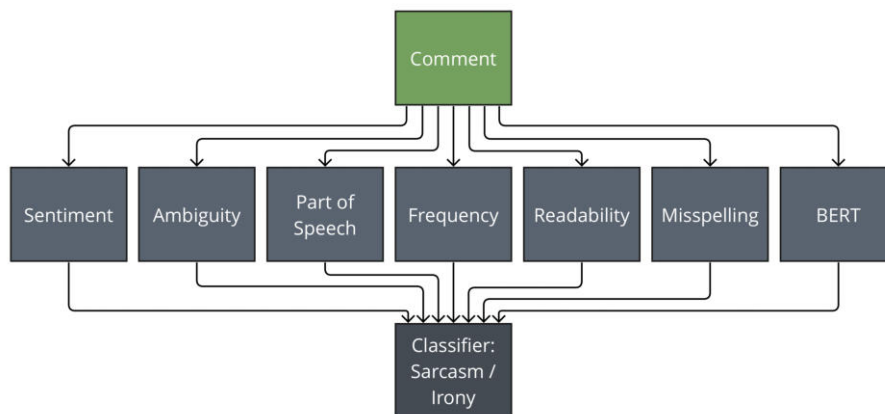 Comment
Sentiment
Ambiguity
Part of
Speech
Frequency
Readability
Misspelling
BERT
Classifier:
Sarcasm /
Irony